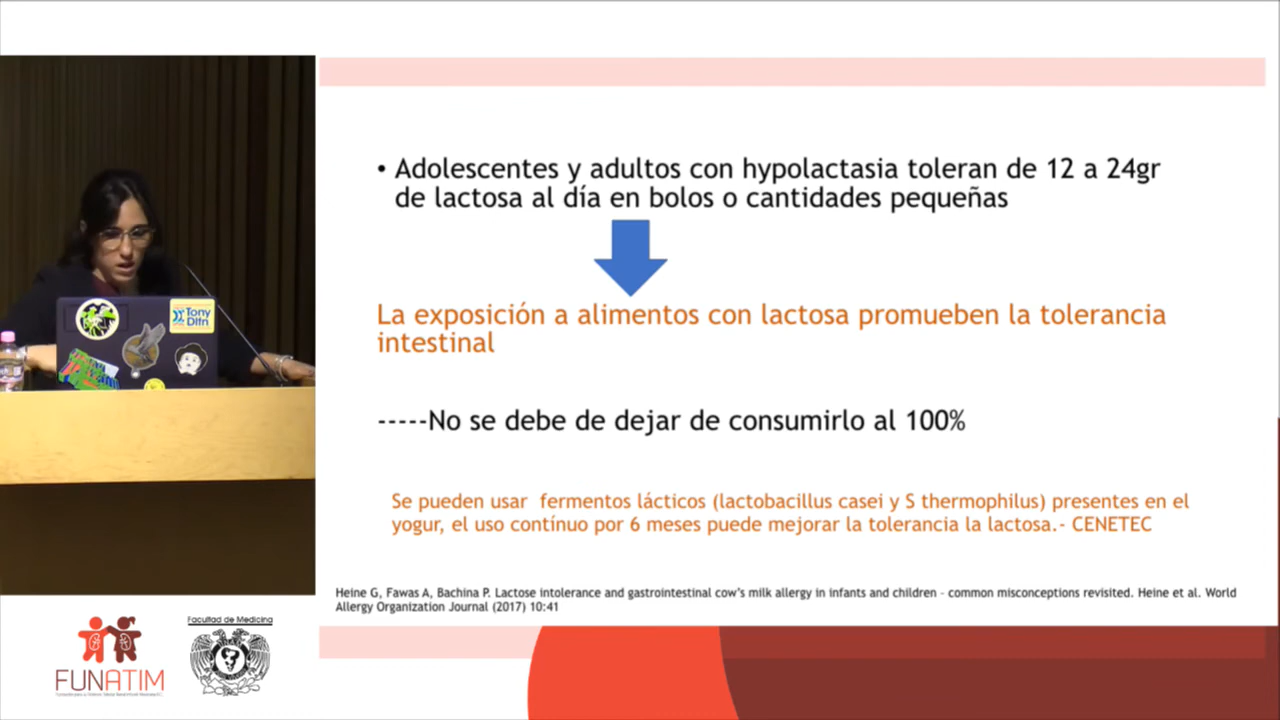 • Adolescentes y adultos con hypolactasia toleran de 12 a 24gr
de lactosa al día en bolos o cantidades pequeñas
La exposición a alimentos con lactosa promueben la tolerancia
intestinal
-----No se debe de dejar de consumirlo al 100%
Se pueden usar fermentos lácticos (lactobacillus casei y S thermophilus) presentes en el
yogur, el uso contínuo por 6 meses puede mejorar la tolerancia la lactosa.- CENETEC
Heine G, Fawas A, Bachina P. Lactose intolerance and gastrointestinal cow's milk allergy in infants and children – common misconceptions revisited. Heine et al. World
Allergy Organization Journal (2017) 10:41
Tony
Dltn
Facultad de Medicina
FUNATIM